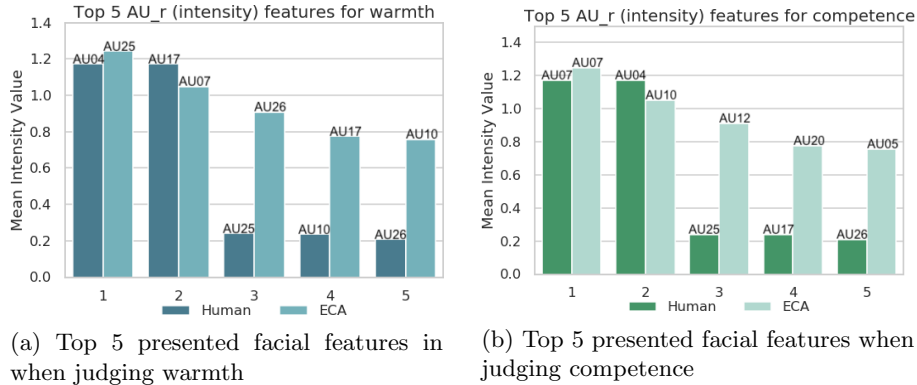 Top 5 AU_r (intensity) features for warmth
Mean Intensity Value
1.4
1.2
1.0
0.8
0.6
0.4
0.2
0.0
AU04
AU25
AU17
AU07
AU25
AU26
AU10
AU17
AU26
AU10
1 2 3 4 5
Human ECA
(a) Top 5 presented facial features in
when judging warmth
Top 5 AU_r (intensity) features for competence
Mean Intensity Value
1.4
1.2
1.0
0.8
0.6
0.4
0.2
0.0
AU07
AU07
AU04
AU10
AU25
AU12
AU17
AU20
AU26
AU05
1 2 3 4 5
Human ECA
(b) Top 5 presented facial features when
judging competence